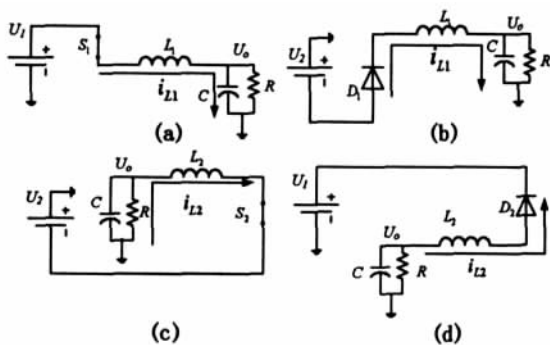 U1 + S1 L1 Uo
iL1 C R
(a)
U2 + D1 L1 Uo
iL1 C R
(b)
Uo L2
U2 + C R iL2 S2
(c)
U1 + D2
Uo L2
C R iL2
(d)